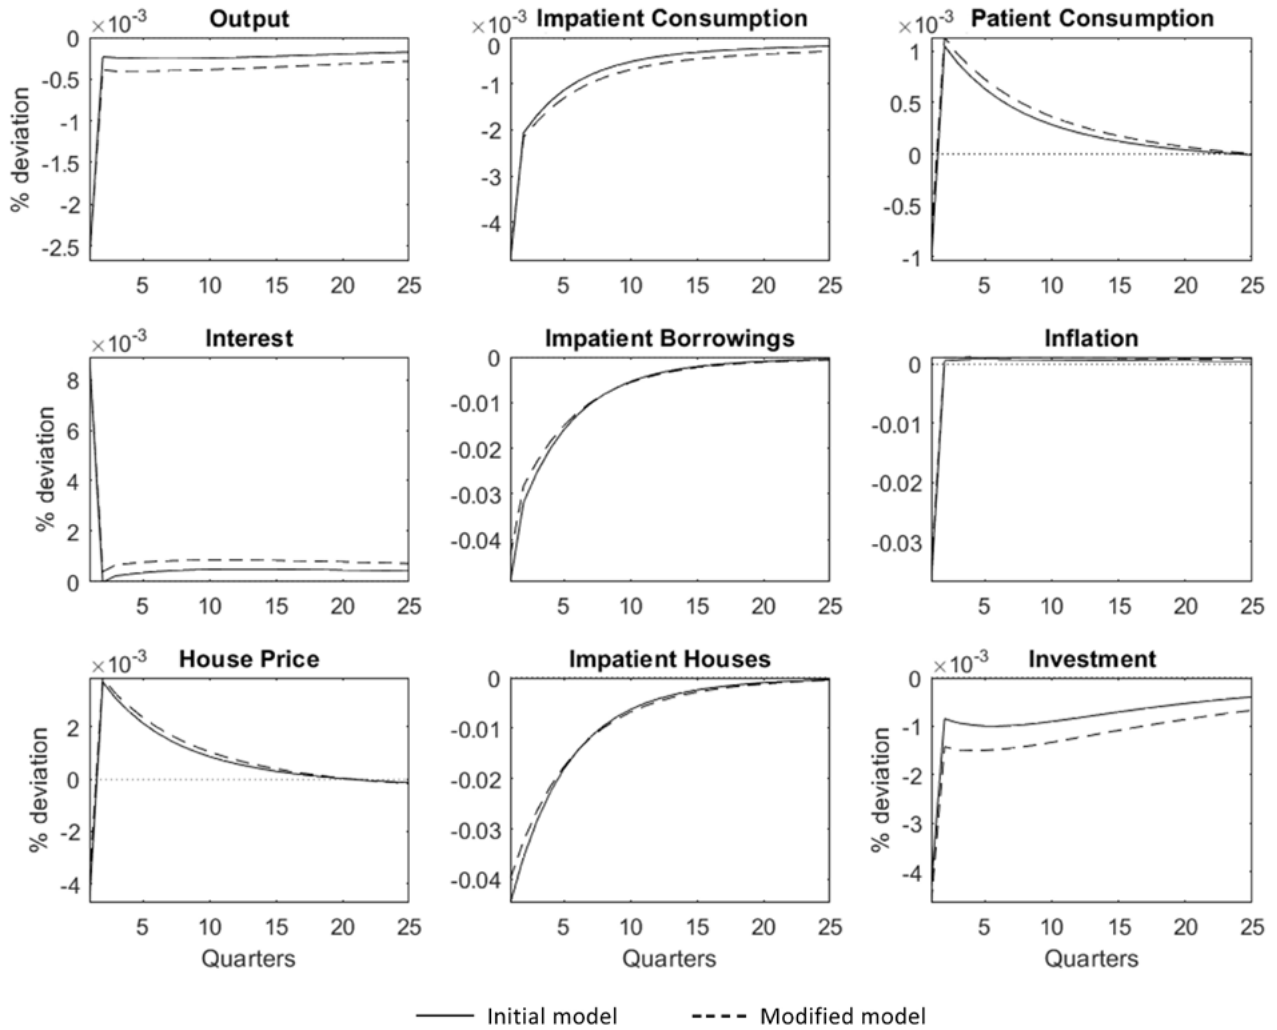 ×10⁻³ Output
0
-0.5
-1
-1.5
-2
-2.5
5 10 15 20 25
% deviation
×10⁻³ Impatient Consumption
0
-1
-2
-3
-4
5 10 15 20 25
×10⁻³ Patient Consumption
1
0.5
0
-0.5
-1
5 10 15 20 25
×10⁻³ Interest
8
6
4
2
0
5 10 15 20 25
% deviation
Impatient Borrowings
0
-0.01
-0.02
-0.03
-0.04
5 10 15 20 25
Inflation
0
-0.01
-0.02
-0.03
5 10 15 20 25
×10⁻³ House Price
2
0
-2
-4
5 10 15 20 25
% deviation
Quarters
Impatient Houses
0
-0.01
-0.02
-0.03
-0.04
5 10 15 20 25
Quarters
×10⁻³ Investment
0
-1
-2
-3
-4
5 10 15 20 25
% deviation
Quarters
Initial model Modified model